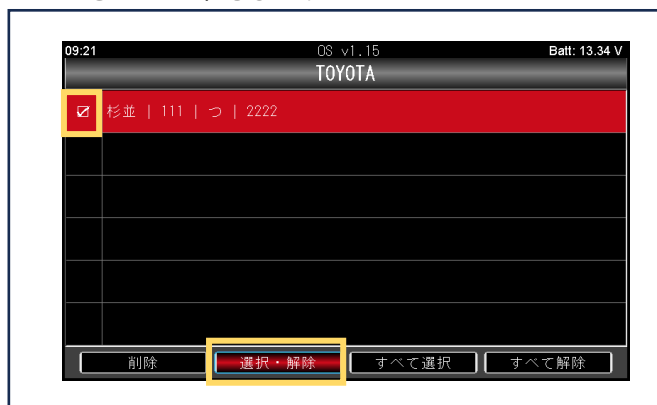 09:21 OS v1.15 Batt: 13.34 V
TOYOTA
杉並 | 111 | つ | 2222
削除 選択・解除 すべて選択 すべて解除